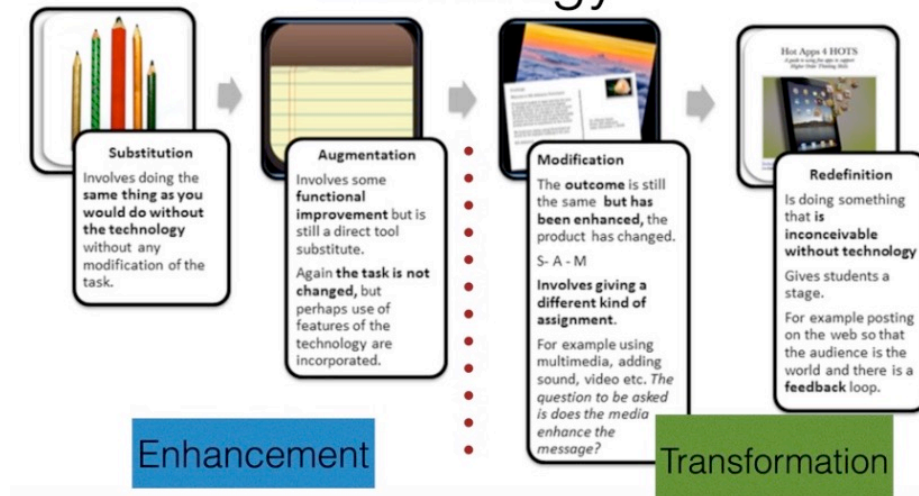 Hot Apps 4 HOTS
Substitution
Involves doing the
same thing as you
would do without
the technology
without any
modification of the
task.
Augmentation
Involves some
functional
improvement but is
still a direct tool
substitute.
Again the task is not
changed, but
perhaps use of
features of the
technology are
incorporated.
Modification
The outcome is still
the same but has
been enhanced, the
product has changed.
S- A - M
Involves giving a
different kind of
assignment.
For example using
multimedia, adding
sound, video etc. The
question to be asked
is does the media
enhance the
message?
Redefinition
Is doing something
that is
inconceivable
without technology
Gives students a
stage.
For example posting
on the web so that
the audience is the
world and there is a
feedback loop.
Enhancement
Transformation